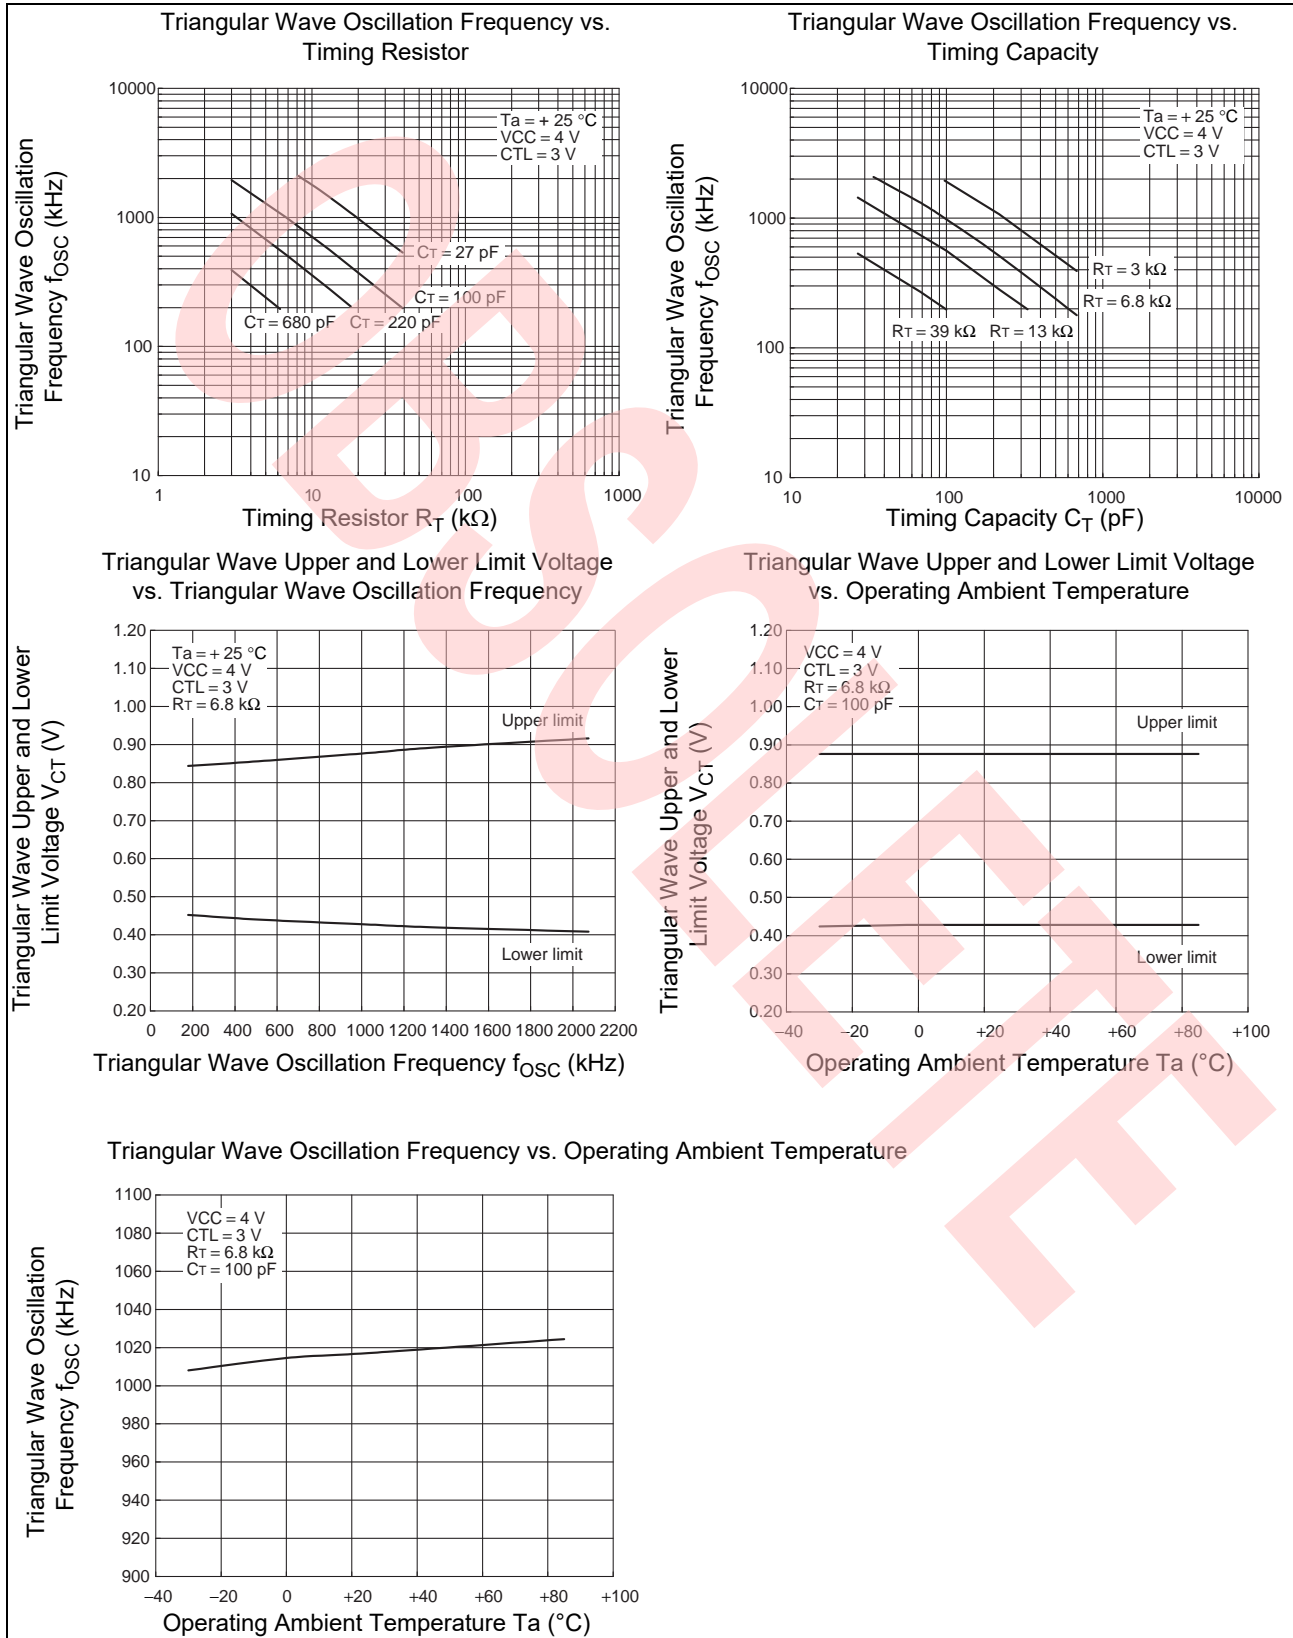 Triangular Wave Oscillation Frequency vs.
Timing Resistor
Triangular Wave Oscillation
Frequency fOSC (kHz)
10000
1000
100
10
Ta = + 25 °C
VCC = 4 V
CTL = 3 V
CT = 27 pF
CT = 100 pF
CT = 680 pF CT = 220 pF
1 10 100 1000
Timing Resistor RT (kΩ)
Triangular Wave Oscillation Frequency vs.
Timing Capacity
Triangular Wave Oscillation
Frequency fOSC (kHz)
10000
1000
100
10
Ta = + 25 °C
VCC = 4 V
CTL = 3 V
RT = 3 kΩ
RT = 6.8 kΩ
RT = 39 kΩ RT = 13 kΩ
10 100 1000 10000
Timing Capacity CT (pF)
Triangular Wave Upper and Lower Limit Voltage
vs. Triangular Wave Oscillation Frequency
Triangular Wave Upper and Lower
Limit Voltage VCT (V)
1.20
1.10
1.00
0.90
0.80
0.70
0.60
0.50
0.40
0.30
0.20
Ta = + 25 °C
VCC = 4 V
CTL = 3 V
RT = 6.8 kΩ
Upper limit
Lower limit
0 200 400 600 800 1000 1200 1400 1600 1800 2000 2200
Triangular Wave Oscillation Frequency fOSC (kHz)
Triangular Wave Upper and Lower Limit Voltage
vs. Operating Ambient Temperature
Triangular Wave Upper and Lower
Limit Voltage VCT (V)
1.20
1.10
1.00
0.90
0.80
0.70
0.60
0.50
0.40
0.30
0.20
VCC = 4 V
CTL = 3 V
RT = 6.8 kΩ
CT = 100 pF
Upper limit
Lower limit
−40 −20 0 +20 +40 +60 +80 +100
Operating Ambient Temperature Ta (°C)
Triangular Wave Oscillation Frequency vs. Operating Ambient Temperature
Triangular Wave Oscillation
Frequency fOSC (kHz)
1100
1080
1060
1040
1020
1000
980
960
940
920
900
VCC = 4 V
CTL = 3 V
RT = 6.8 kΩ
CT = 100 pF
−40 −20 0 +20 +40 +60 +80 +100
Operating Ambient Temperature Ta (°C)
OBSOLETE